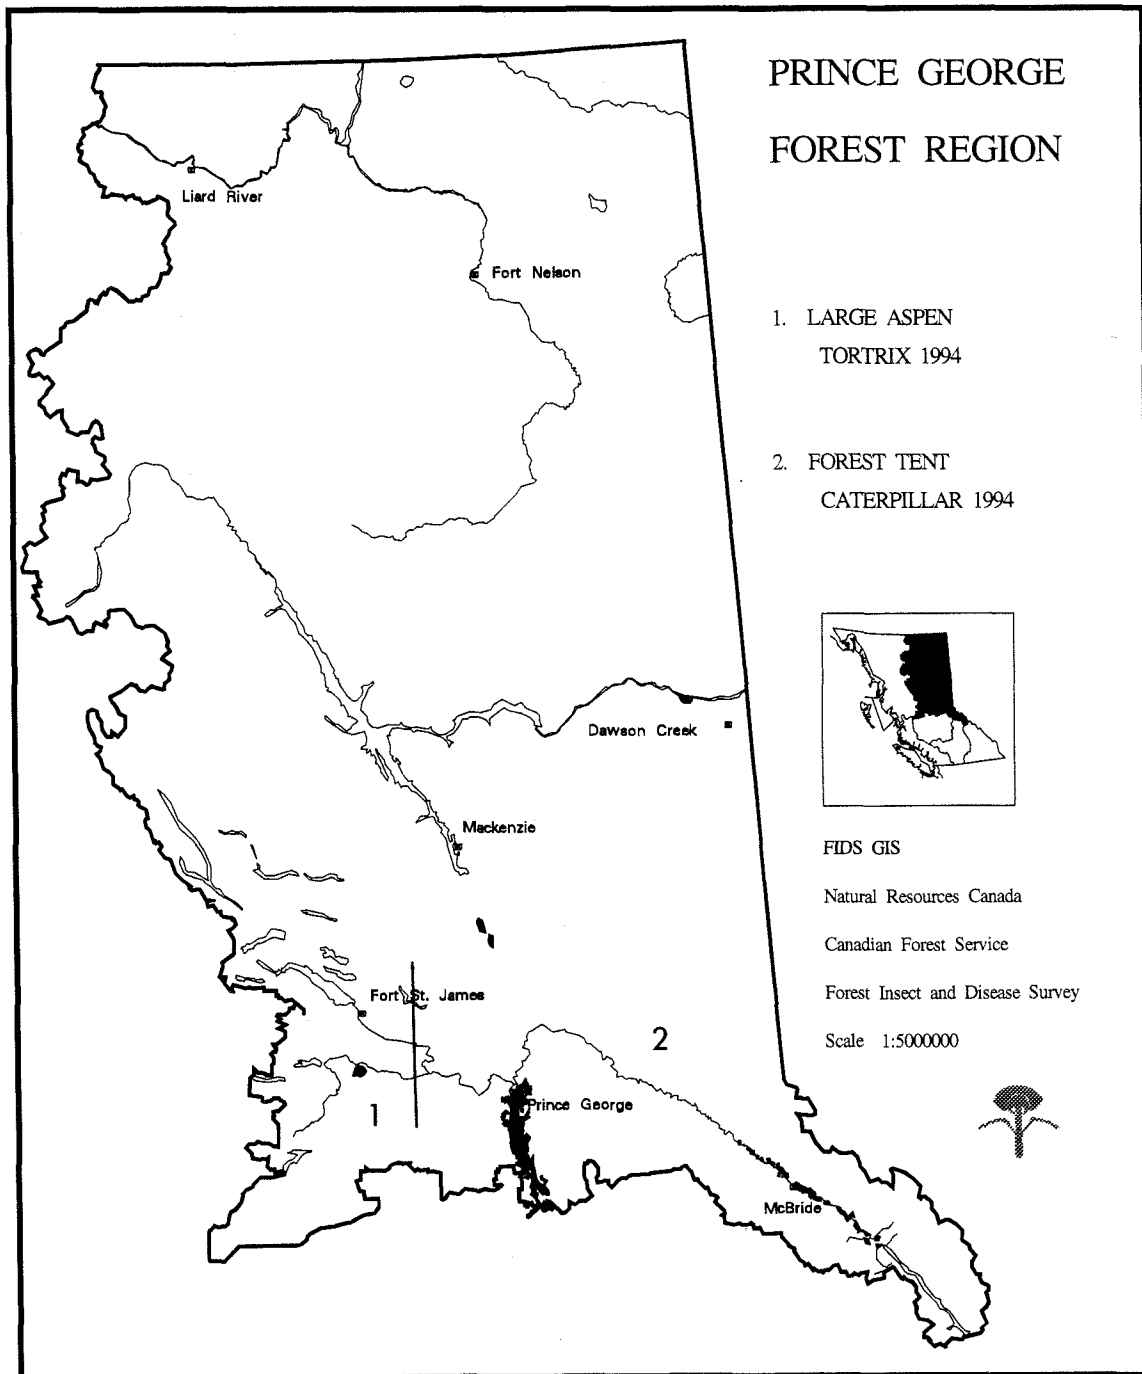 PRINCE GEORGE
FOREST REGION
Liard River
Fort Nelson
1. LARGE ASPEN
TORTRIX 1994
2. FOREST TENT
CATERPILLAR 1994
Dawson Creek
Mackenzie
FIDS GIS
Natural Resources Canada
Canadian Forest Service
Forest Insect and Disease Survey
Scale 1:5000000
Fort St. James
2
1
Prince George
McBride